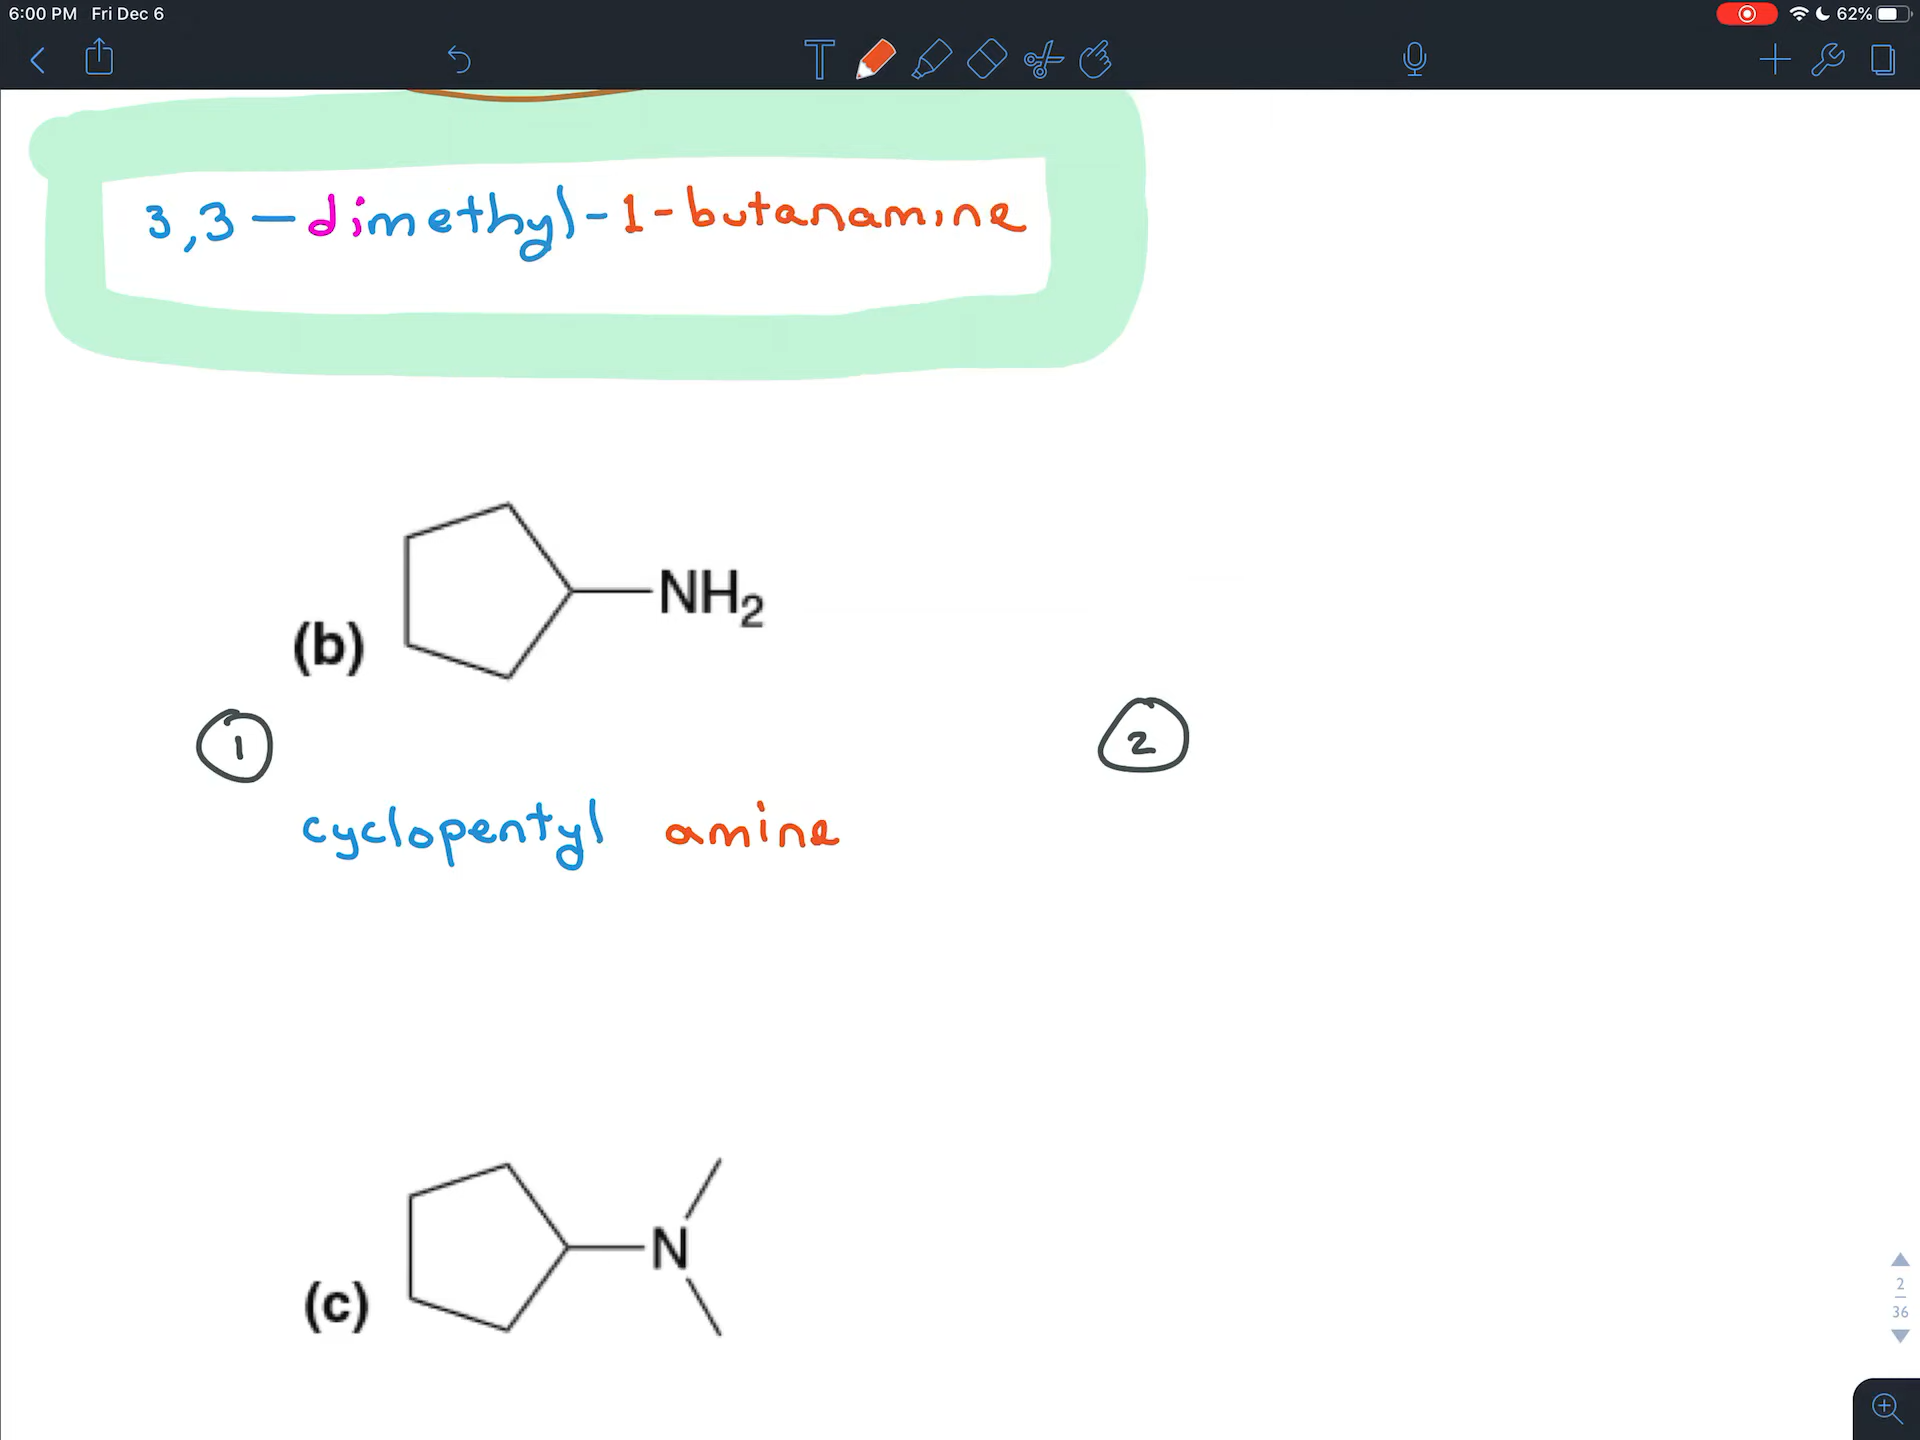 6:00 PM Fri Dec 6
62%
T
3,3-dimethyl-1-butanamine
NH2
(b)
1
2
cyclopentyl amine
N
(c)
2
36